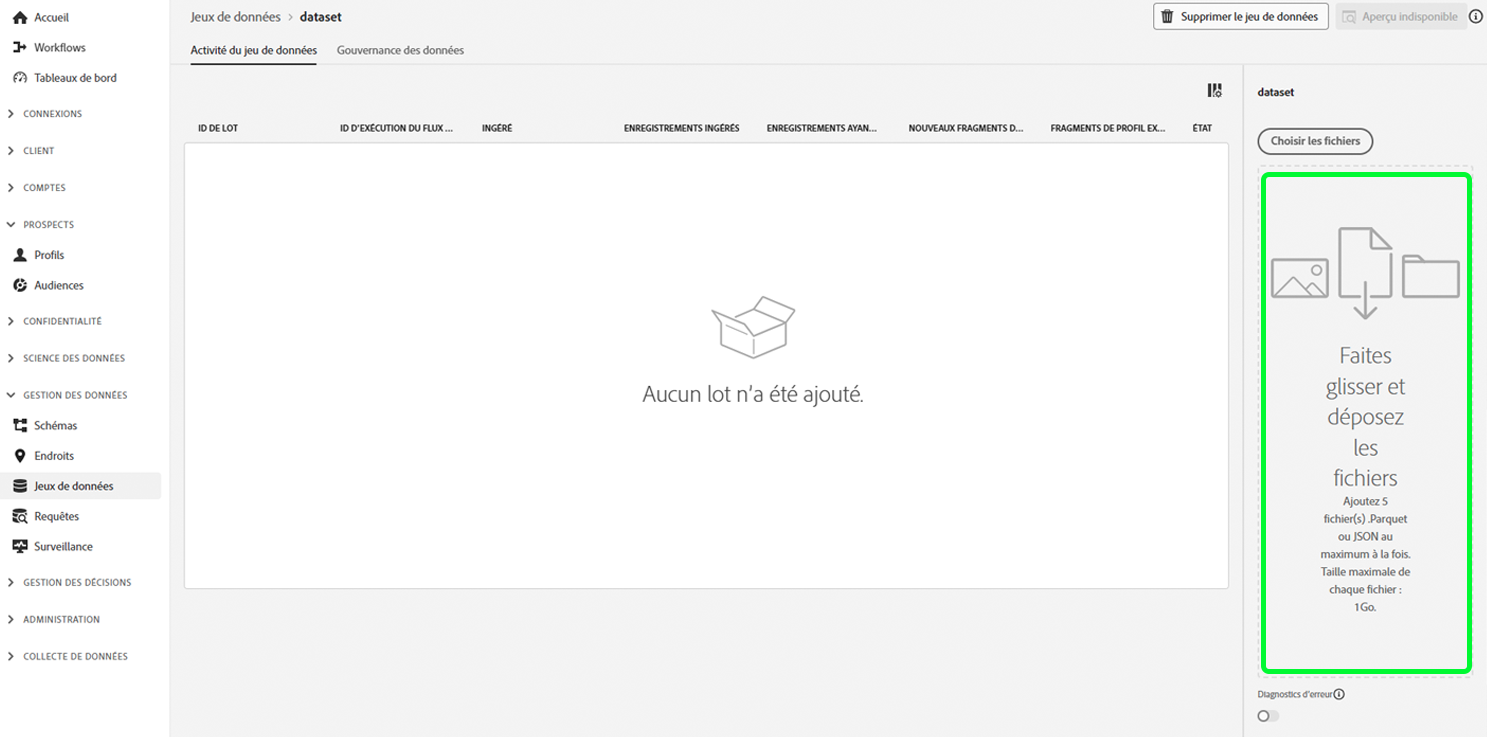 Accueil
Workflows
Tableaux de bord
CONNEXIONS
CLIENT
COMPTES
PROSPECTS
Profils
Audiences
CONFIDENTIALITÉ
SCIENCE DES DONNÉES
GESTION DES DONNÉES
Schémas
Endroits
Jeux de données
Requêtes
Surveillance
GESTION DES DÉCISIONS
ADMINISTRATION
COLLECTE DE DONNÉES
Jeux de données > dataset
Supprimer le jeu de données
Aperçu indisponible
Activité du jeu de données Gouvernance des données
ID DE LOT ID D'EXÉCUTION DU FLUX ... INGÉRÉ ENREGISTREMENTS INGÉRÉS ENREGISTREMENTS AYAN... NOUVEAUX FRAGMENTS D... FRAGMENTS DE PROFIL EX... ÉTAT
Aucun lot n'a été ajouté.
dataset
Choisir les fichiers
Faites
glisser et
déposez
les
fichiers
Ajoutez 5
fichier(s) .Parquet
ou JSON au
maximum à la fois.
Taille maximale de
chaque fichier :
1 Go.
Diagnostics d'erreur